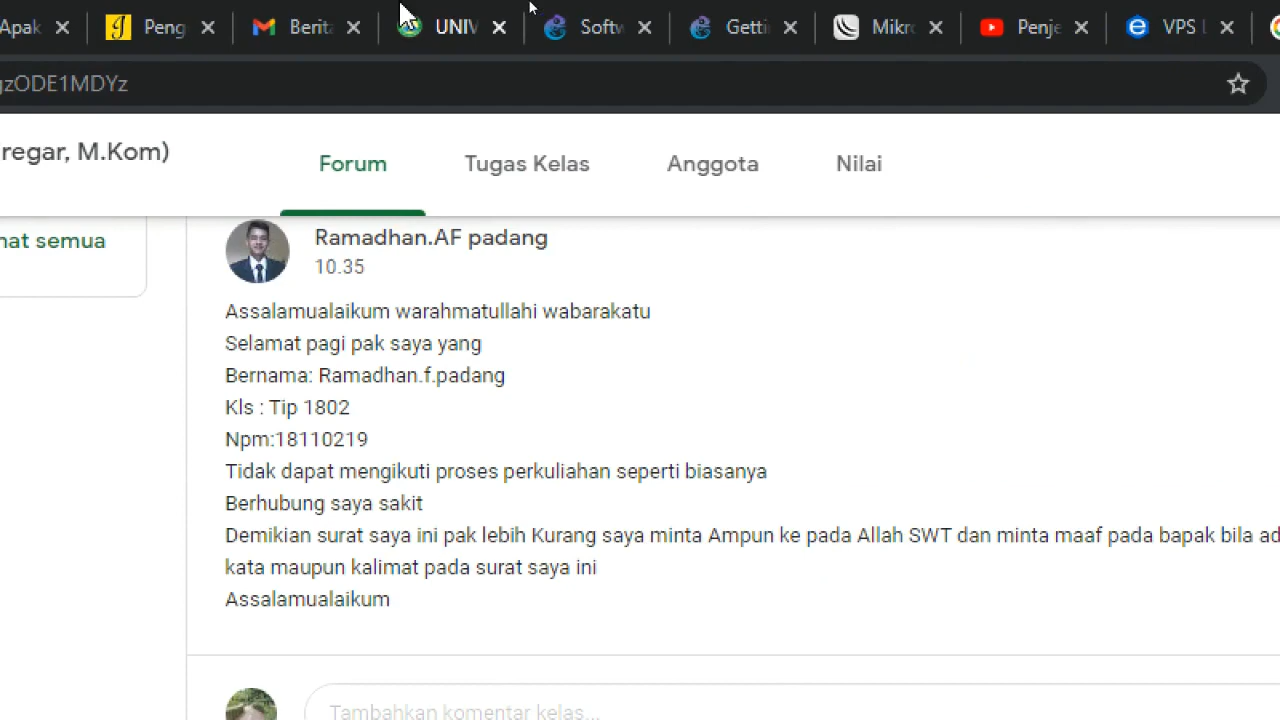 Apak
Peng
Berita
UNIV
Softw
Getti
Mikro
Penje
VPS
gzODE1MDYz
regar, M.Kom)
Forum
Tugas Kelas
Anggota
Nilai
hat semua
Ramadhan.AF padang
10.35
Assalamualaikum warahmatullahi wabarakatu
Selamat pagi pak saya yang
Bernama: Ramadhan.f.padang
Kls : Tip 1802
Npm:18110219
Tidak dapat mengikuti proses perkuliahan seperti biasanya
Berhubung saya sakit
Demikian surat saya ini pak lebih Kurang saya minta Ampun ke pada Allah SWT dan minta maaf pada bapak bila ad
kata maupun kalimat pada surat saya ini
Assalamualaikum
Tambahkan komentar kelas...